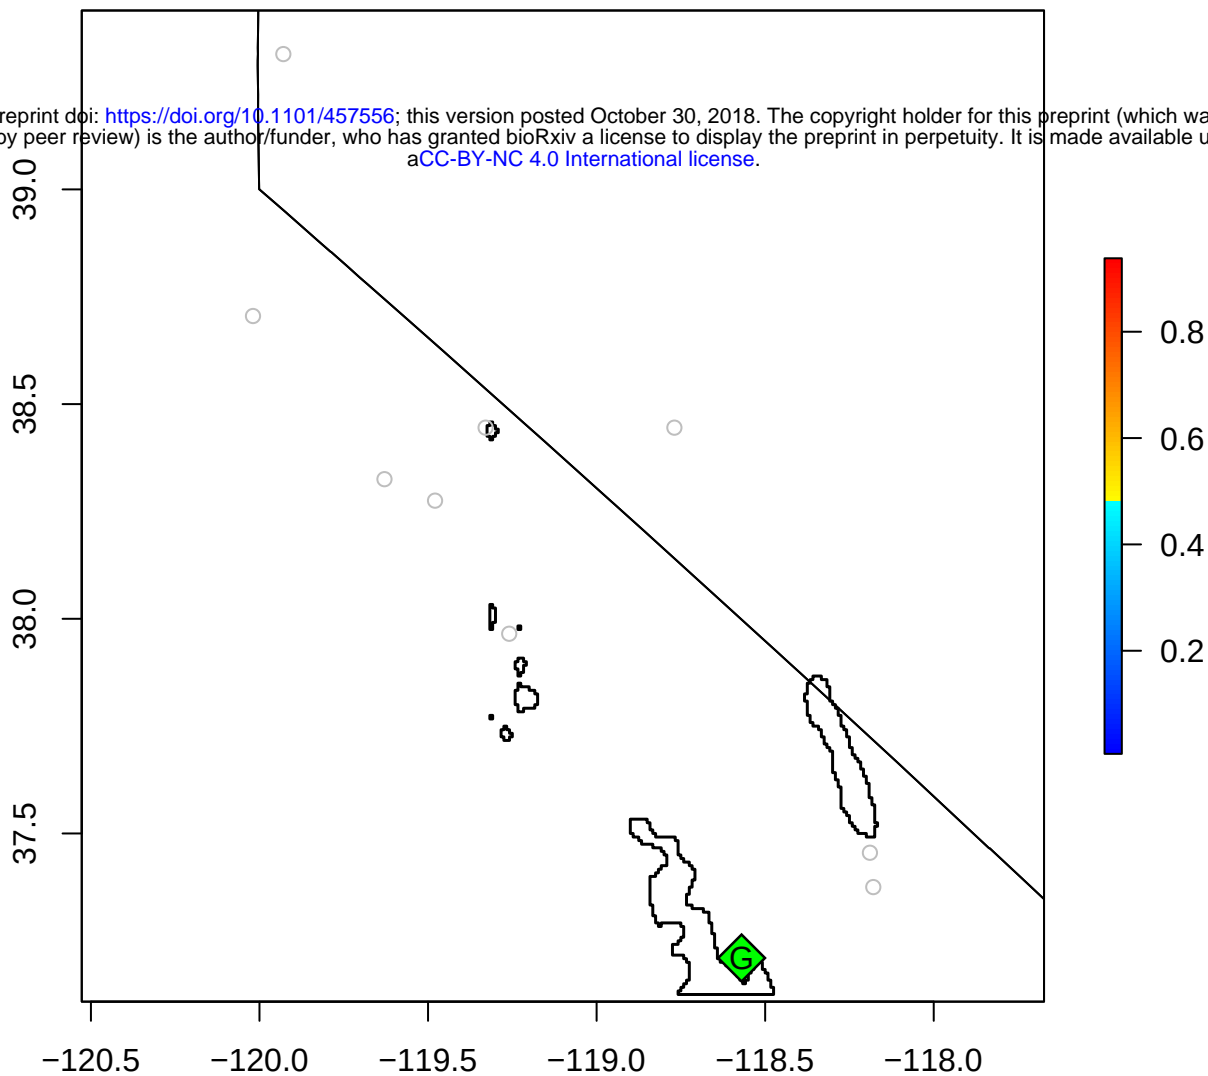 reprint doi: https://doi.org/10.1101/457556; this version posted October 30, 2018. The copyright holder for this preprint (which wa
by peer review) is the author/funder, who has granted bioRxiv a license to display the preprint in perpetuity. It is made available u
aCC-BY-NC 4.0 International license.
39.0
38.5
38.0
37.5
0.8
0.6
0.4
0.2
G
−120.5 −120.0 −119.5 −119.0 −118.5 −118.0